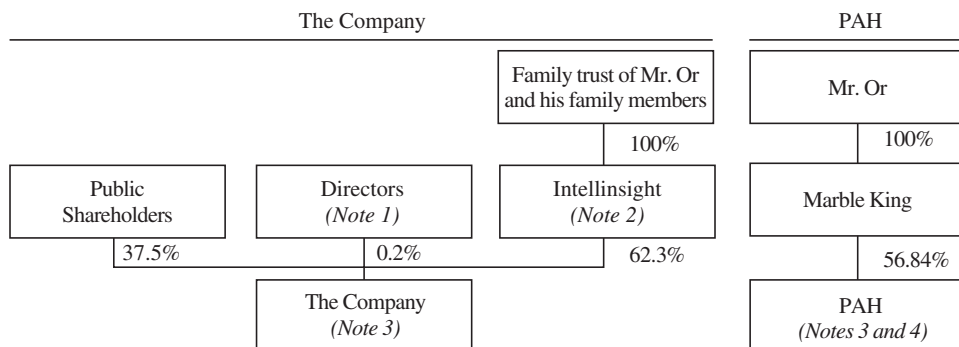 The Company
PAH
Family trust of Mr. Or
and his family members
Mr. Or
100%
100%
Public
Shareholders
Directors
(Note 1)
Intellinsight
(Note 2)
Marble King
37.5%
0.2%
62.3%
56.84%
The Company
(Note 3)
PAH
(Notes 3 and 4)